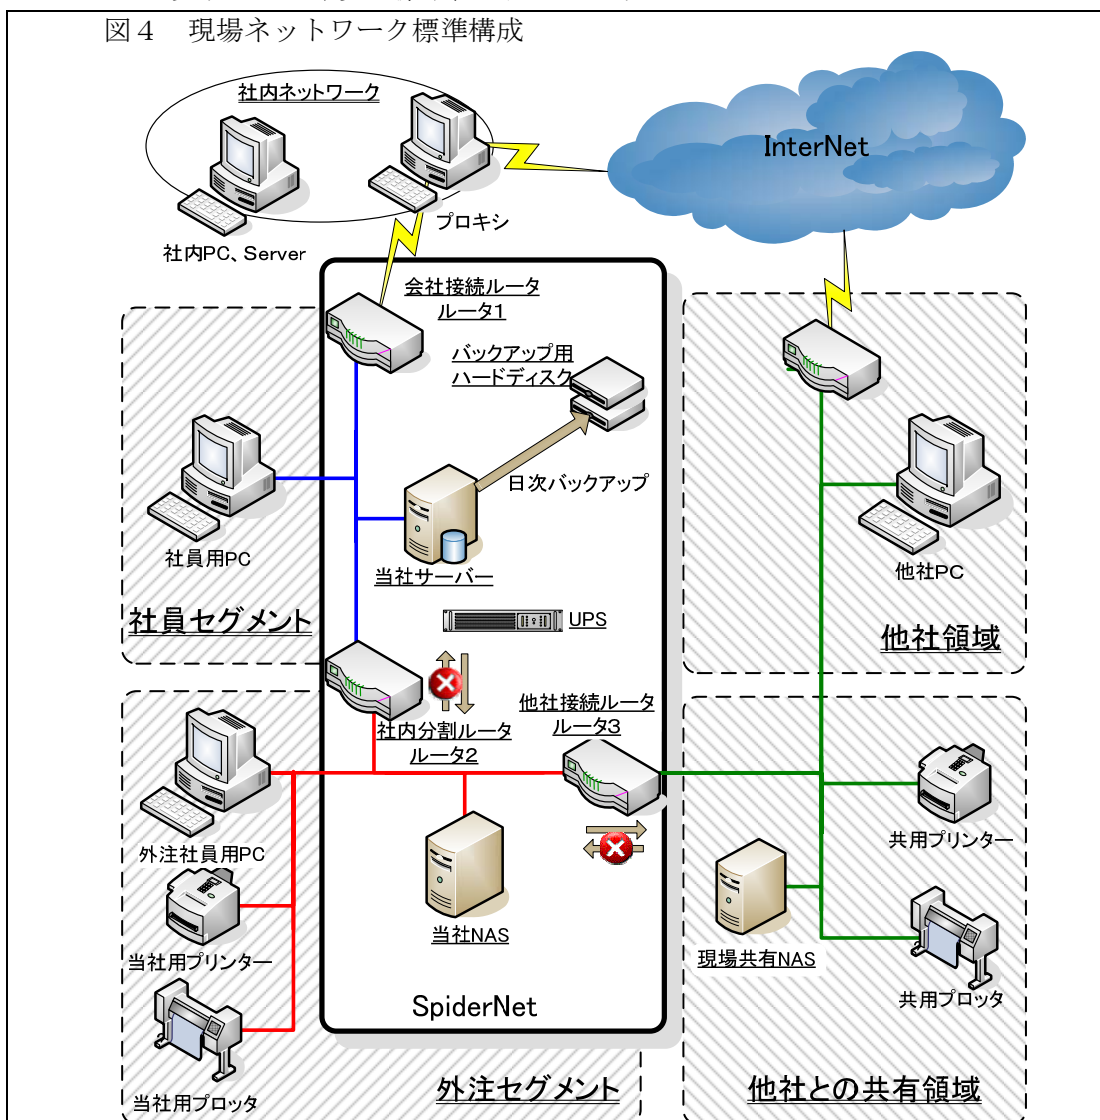 図４　現場ネットワーク標準構成
社内ネットワーク
InterNet
プロキシ
社内PC、Server
会社接続ルータ
ルータ1
バックアップ用
ハードディスク
日次バックアップ
社員用PC
当社サーバー
他社PC
社員セグメント
UPS
他社領域
社内分割ルータ
ルータ2
他社接続ルータ
ルータ3
外注社員用PC
共用プリンター
当社NAS
現場共有NAS
当社用プリンター
共用プロッタ
SpiderNet
当社用プロッタ
外注セグメント
他社との共有領域